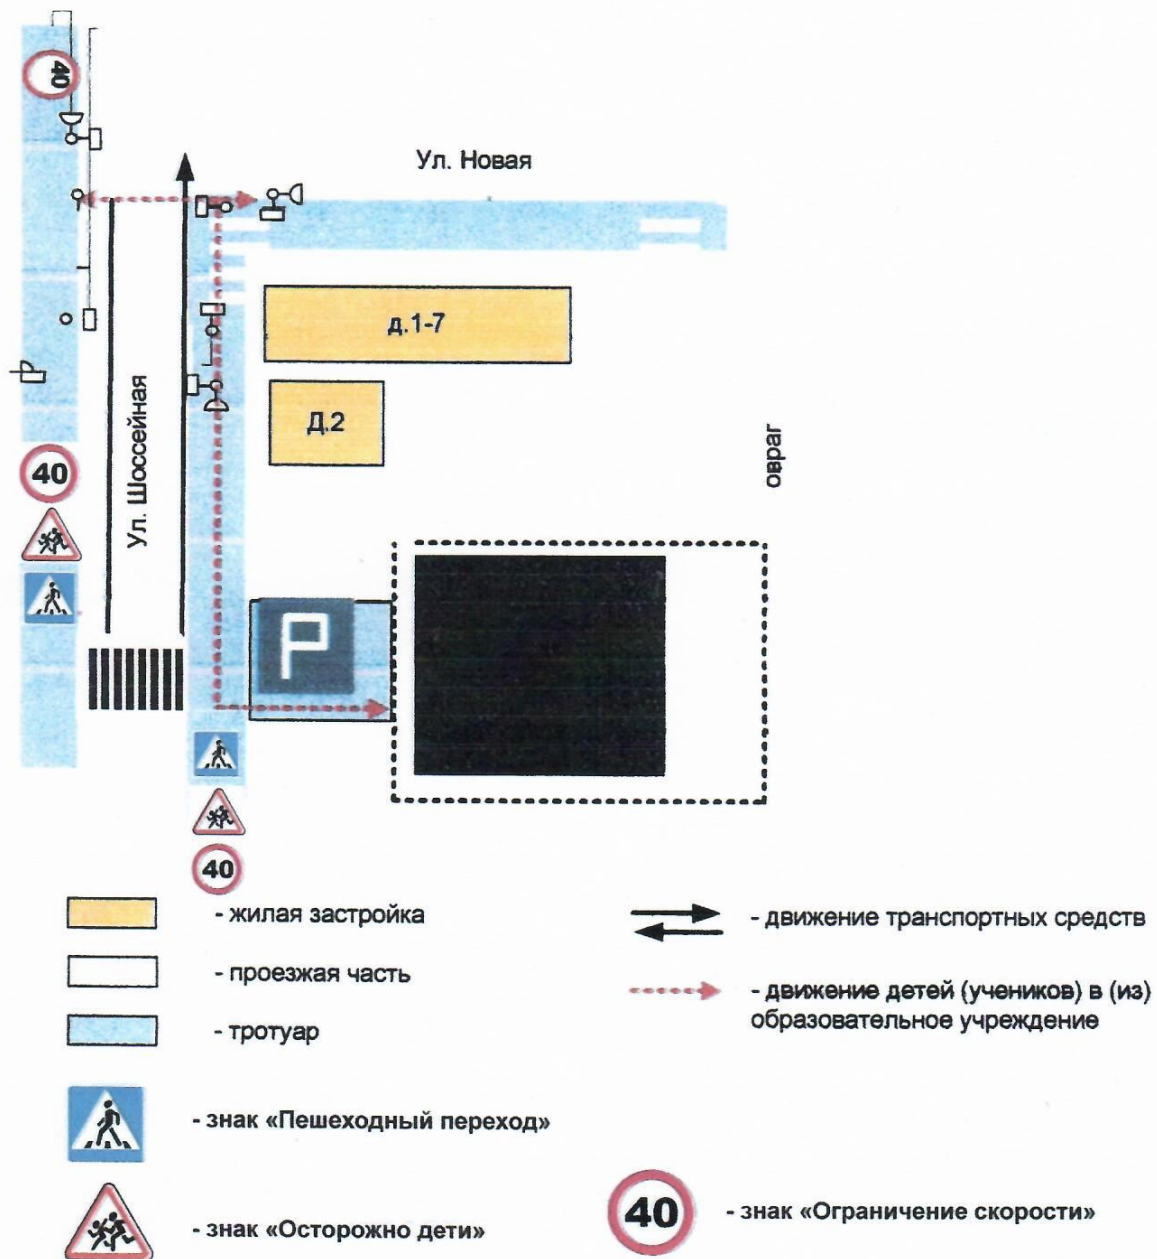 40
Ул. Новая
д.1-7
Д.2
Ул. Шоссейная
овраг
40
P
40
- жилая застройка
- проезжая часть
- тротуар
- знак «Пешеходный переход»
- знак «Осторожно дети»
- движение транспортных средств
- движение детей (учеников) в (из)
образовательное учреждение
40
- знак «Ограничение скорости»